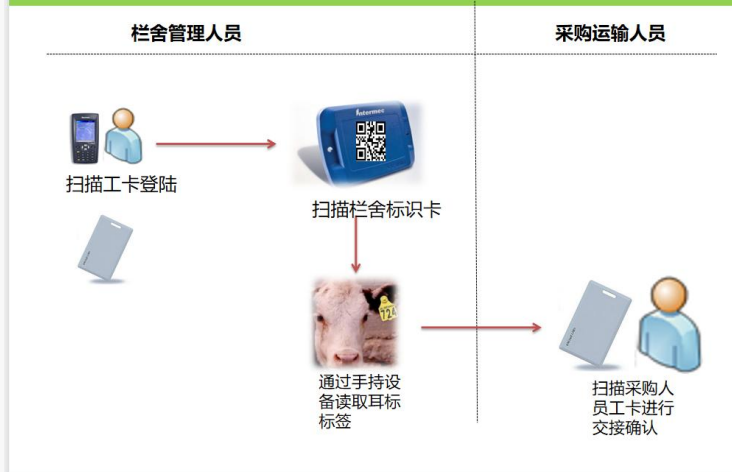 栏舍管理人员
采购运输人员
Intermec
扫描工卡登陆
扫描栏舍标识卡
724
通过手持设
备读取耳标
标签
扫描采购人
员工卡进行
交接确认